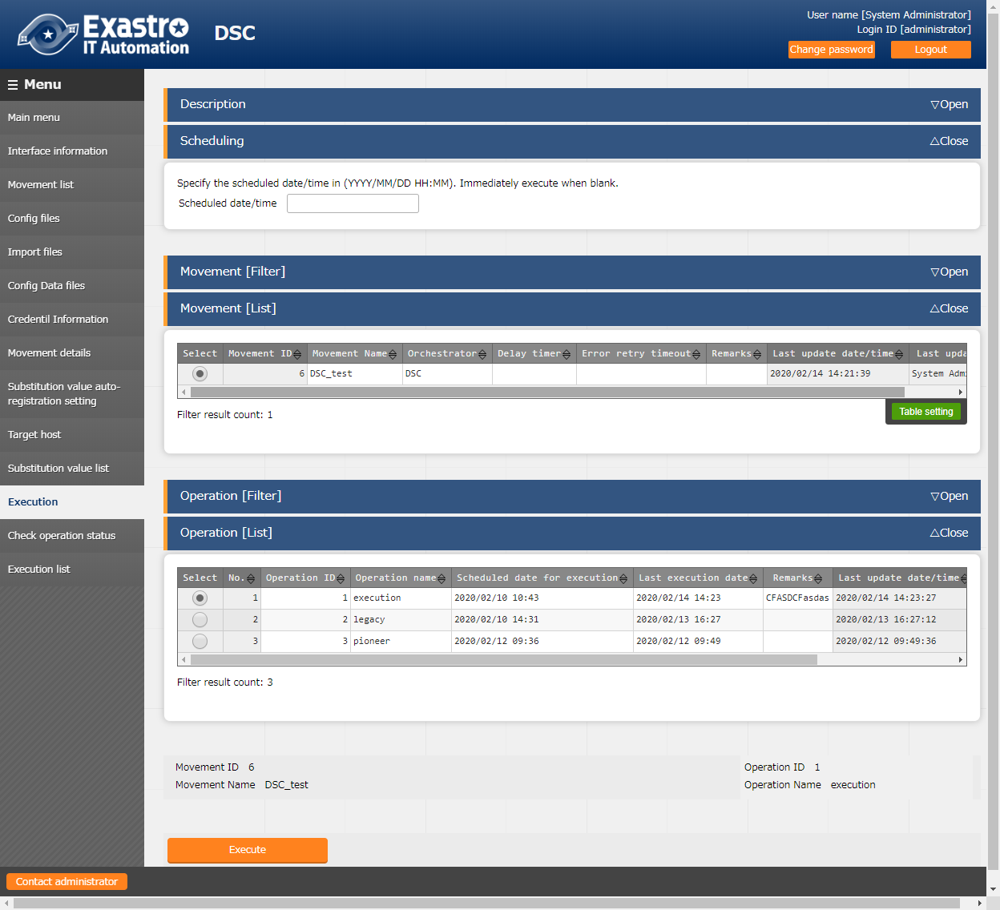 Exastro
IT Automation
DSC
User name [System Administrator]
Login ID [administrator]
Change password
Logout
Menu
Main menu
Interface information
Movement list
Config files
Import files
Config Data files
Credentil Information
Movement details
Substitution value auto-
registration setting
Target host
Substitution value list
Execution
Check operation status
Execution list
Description
▽Open
Scheduling
△Close
Specify the scheduled date/time in (YYYY/MM/DD HH:MM). Immediately execute when blank.
Scheduled date/time
Movement [Filter]
▽Open
Movement [List]
△Close
Select Movement ID Movement Name Orchestrator Delay timer Error retry timeout Remarks Last update date/time Last upda
6 DSC_test DSC 2020/02/14 14:21:39 System Admi
Filter result count: 1
Table setting
Operation [Filter]
▽Open
Operation [List]
△Close
Select No. Operation ID Operation name Scheduled date for execution Last execution date Remarks Last update date/time
1 1 execution 2020/02/10 10:43 2020/02/14 14:23 CFASDCFasdas 2020/02/14 14:23:27
2 2 legacy 2020/02/10 14:31 2020/02/13 16:27 2020/02/13 16:27:12
3 3 pioneer 2020/02/12 09:36 2020/02/12 09:49 2020/02/12 09:49:36
Filter result count: 3
Movement ID 6
Movement Name DSC_test
Operation ID 1
Operation Name execution
Execute
Contact administrator